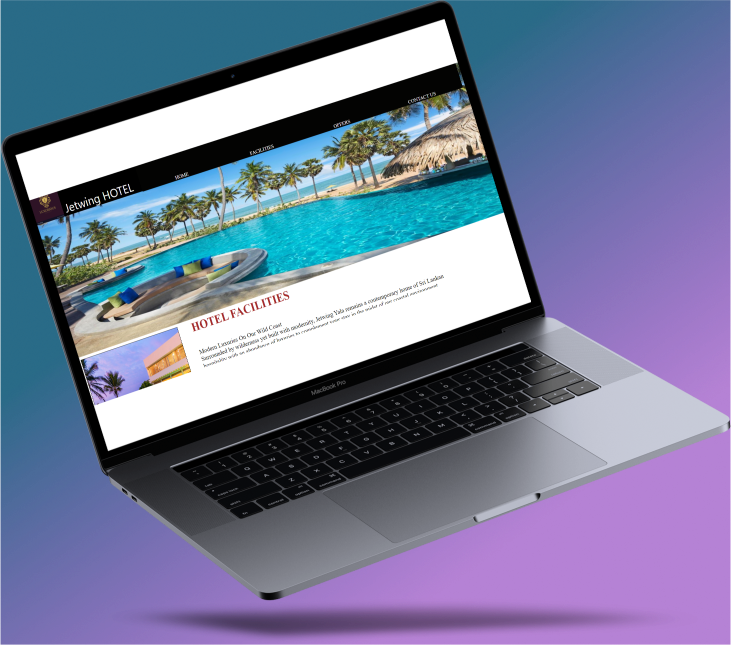 HOME
FACILITIES
OFFERS
CONTACT US
Jetwing HOTEL
HOTEL FACILITIES
Modern Luxuries On Our Wild Coast
Surrounded by wilderness yet built with modernity, Jetwing Yala remains a contemporary home of Sri Lankan
hospitality with an abundance of luxuries to complement your stay in the midst of our coastal environment
MacBook Pro